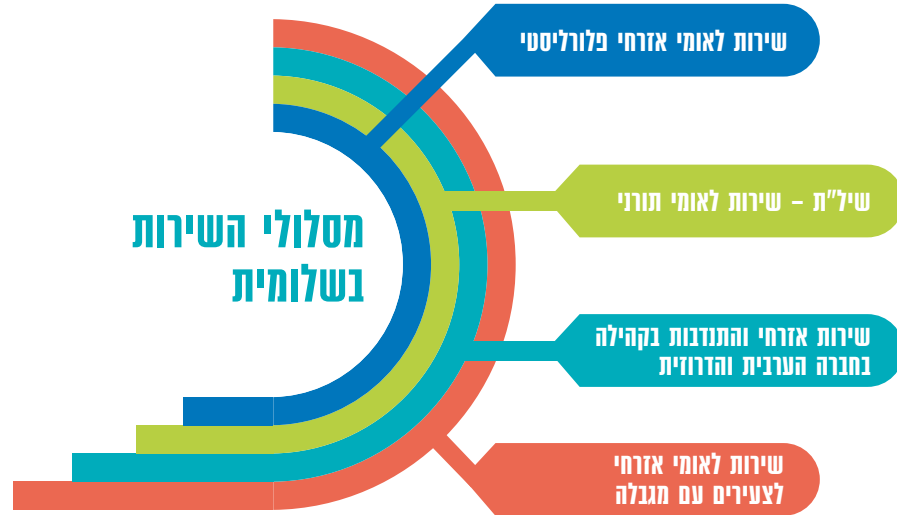 מסלולי השירות
בשלומית
שירות לאומי אזרחי פלורליסטי
שיל"ת - שירות לאומי תורני
שירות אזרחי והתנדבות בקהילה
בחברה הערבית והדרוזית
שירות לאומי אזרחי
לצעירים עם מגבלה